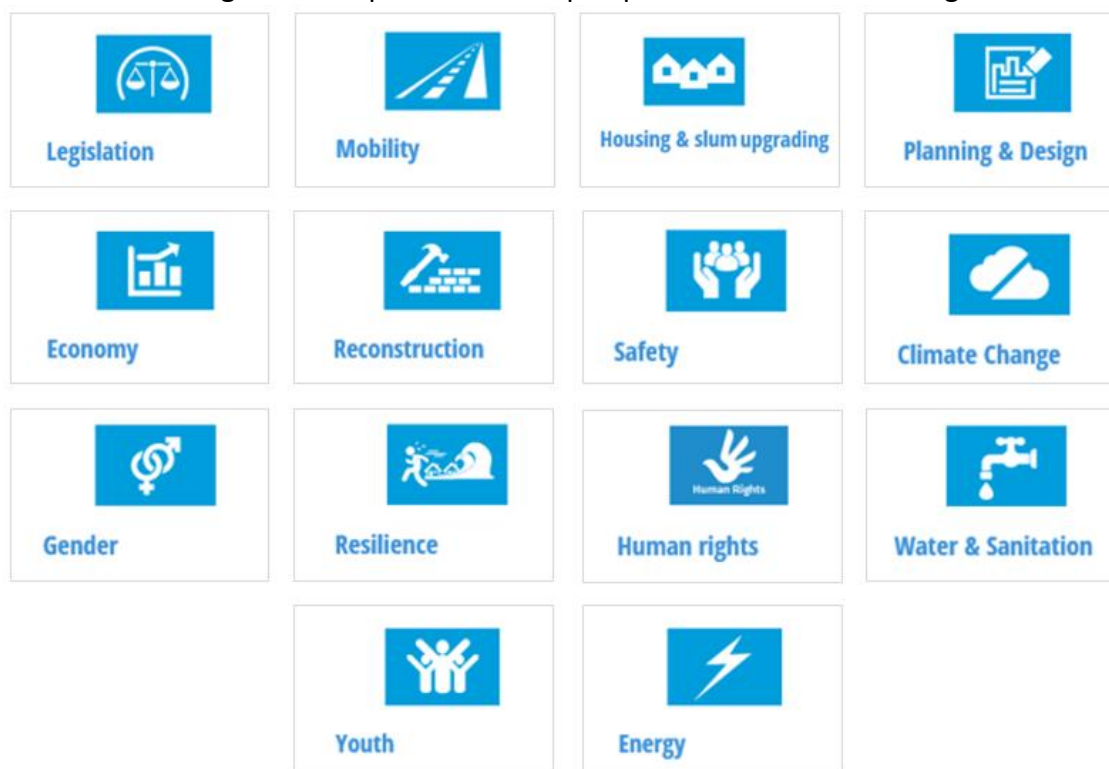 Legislation
Mobility
Housing & slum upgrading
Planning & Design
Economy
Reconstruction
Safety
Climate Change
Gender
Resilience
Human Rights
Human rights
Water & Sanitation
Youth
Energy